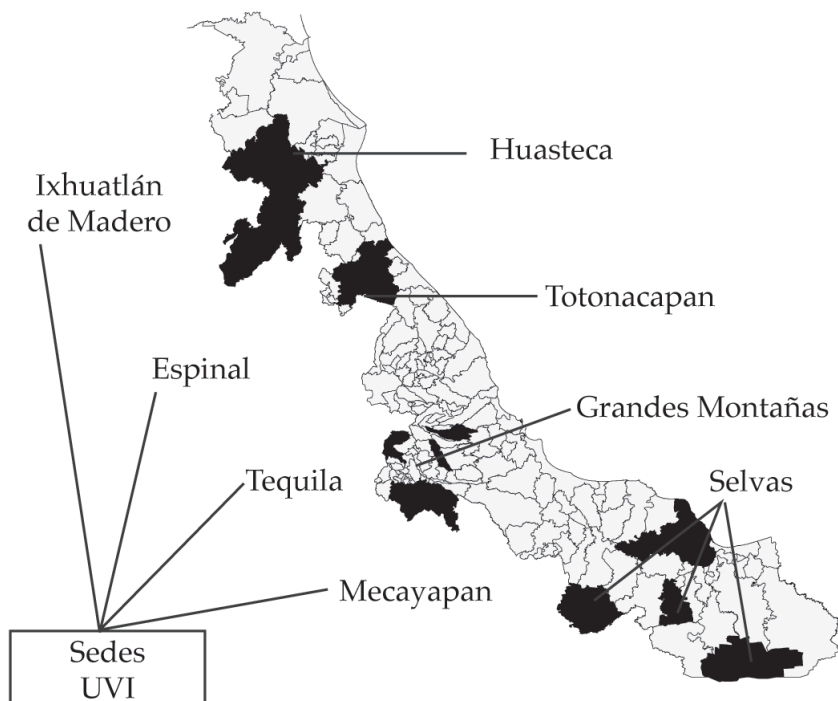 Huasteca
Ixhuatlán
de Madero
Totonacapan
Espinal
Grandes Montañas
Tequila
Selvas
Mecayapan
Sedes
UVI